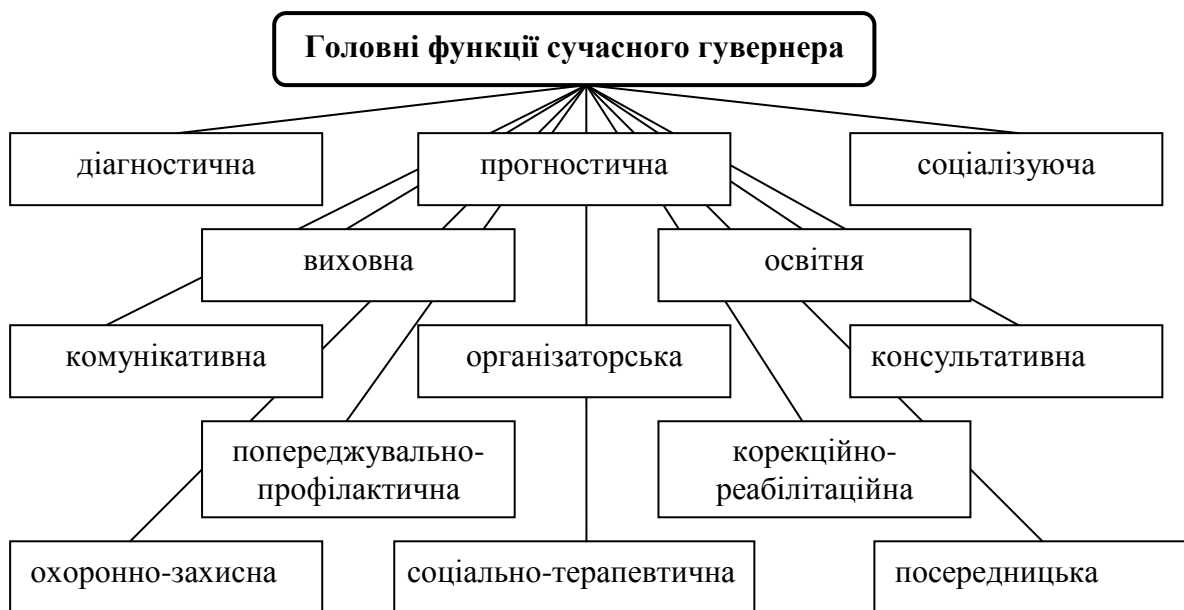 Головні функції сучасного гувернера
діагностична
прогностична
соціалізуюча
виховна
освітня
комунікативна
організаторська
консультативна
попереджувально-
профілактична
корекційно-
реабілітаційна
охоронно-захисна
соціально-терапевтична
посередницька